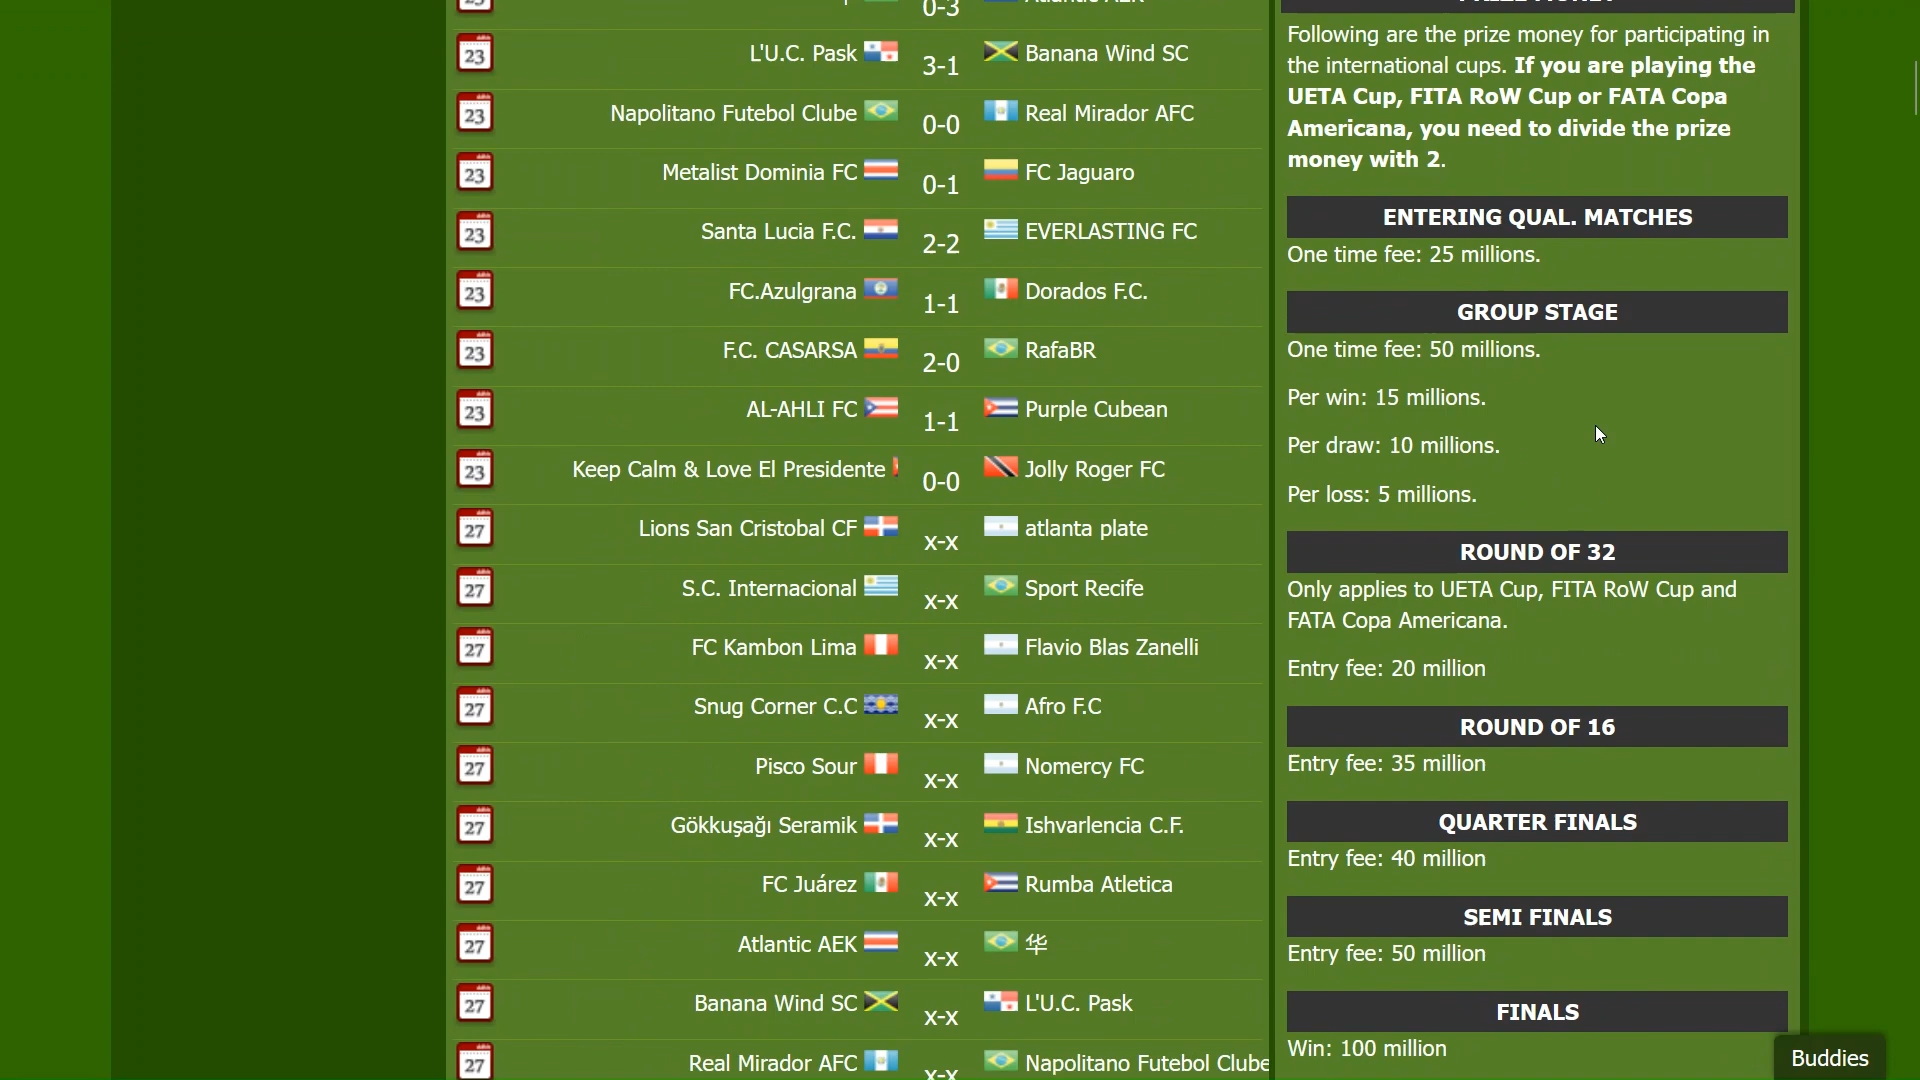 23 0-3
23 L'U.C. Pask 3-1 Banana Wind SC
23 Napolitano Futebol Clube 0-0 Real Mirador AFC
23 Metalist Dominia FC 0-1 FC Jaguaro
23 Santa Lucia F.C. 2-2 EVERLASTING FC
23 FC.Azulgrana 1-1 Dorados F.C.
23 F.C. CASARSA 2-0 RafaBR
23 AL-AHLI FC 1-1 Purple Cubean
23 Keep Calm & Love El Presidente 0-0 Jolly Roger FC
27 Lions San Cristobal CF x-x atlanta plate
27 S.C. Internacional x-x Sport Recife
27 FC Kambon Lima x-x Flavio Blas Zanelli
27 Snug Corner C.C x-x Afro F.C
27 Pisco Sour x-x Nomercy FC
27 Gökkuşağı Seramik x-x Ishvarlencia C.F.
27 FC Juárez x-x Rumba Atletica
27 Atlantic AEK x-x 华
27 Banana Wind SC x-x L'U.C. Pask
27 Real Mirador AFC x-x Napolitano Futebol Clube
Following are the prize money for participating in
the international cups. If you are playing the
UETA Cup, FITA RoW Cup or FATA Copa
Americana, you need to divide the prize
money with 2.
ENTERING QUAL. MATCHES
One time fee: 25 millions.
GROUP STAGE
One time fee: 50 millions.
Per win: 15 millions.
Per draw: 10 millions.
Per loss: 5 millions.
ROUND OF 32
Only applies to UETA Cup, FITA RoW Cup and
FATA Copa Americana.
Entry fee: 20 million
ROUND OF 16
Entry fee: 35 million
QUARTER FINALS
Entry fee: 40 million
SEMI FINALS
Entry fee: 50 million
FINALS
Win: 100 million
Buddies